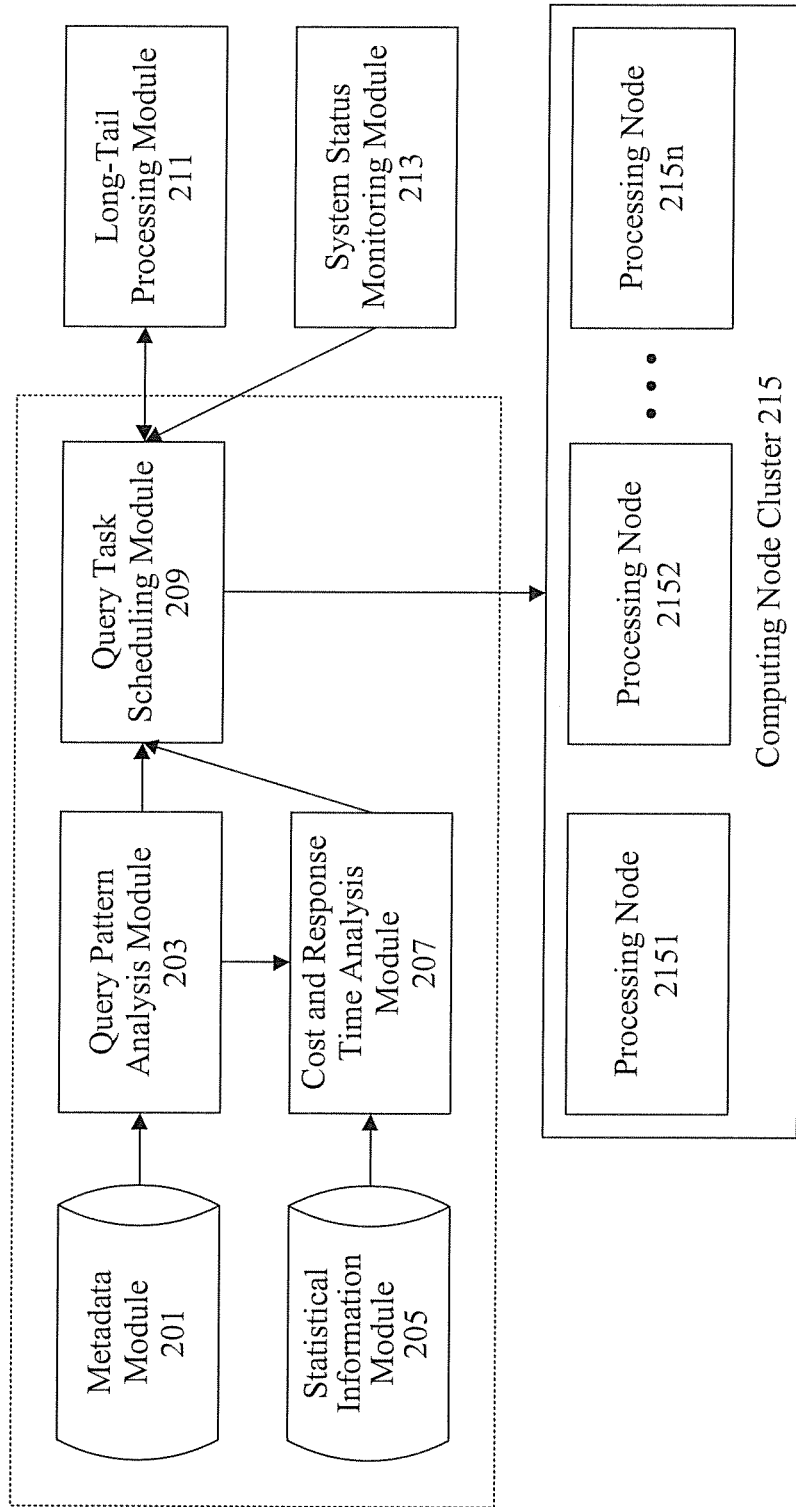 Metadata
Module
201
Query Pattern
Analysis Module
203
Query Task
Scheduling Module
209
Long-Tail
Processing Module
211
Statistical
Information
Module
205
Cost and Response
Time Analysis
Module
207
System Status
Monitoring Module
213
Processing Node
2151
Processing Node
2152
Processing Node
215n
Computing Node Cluster 215